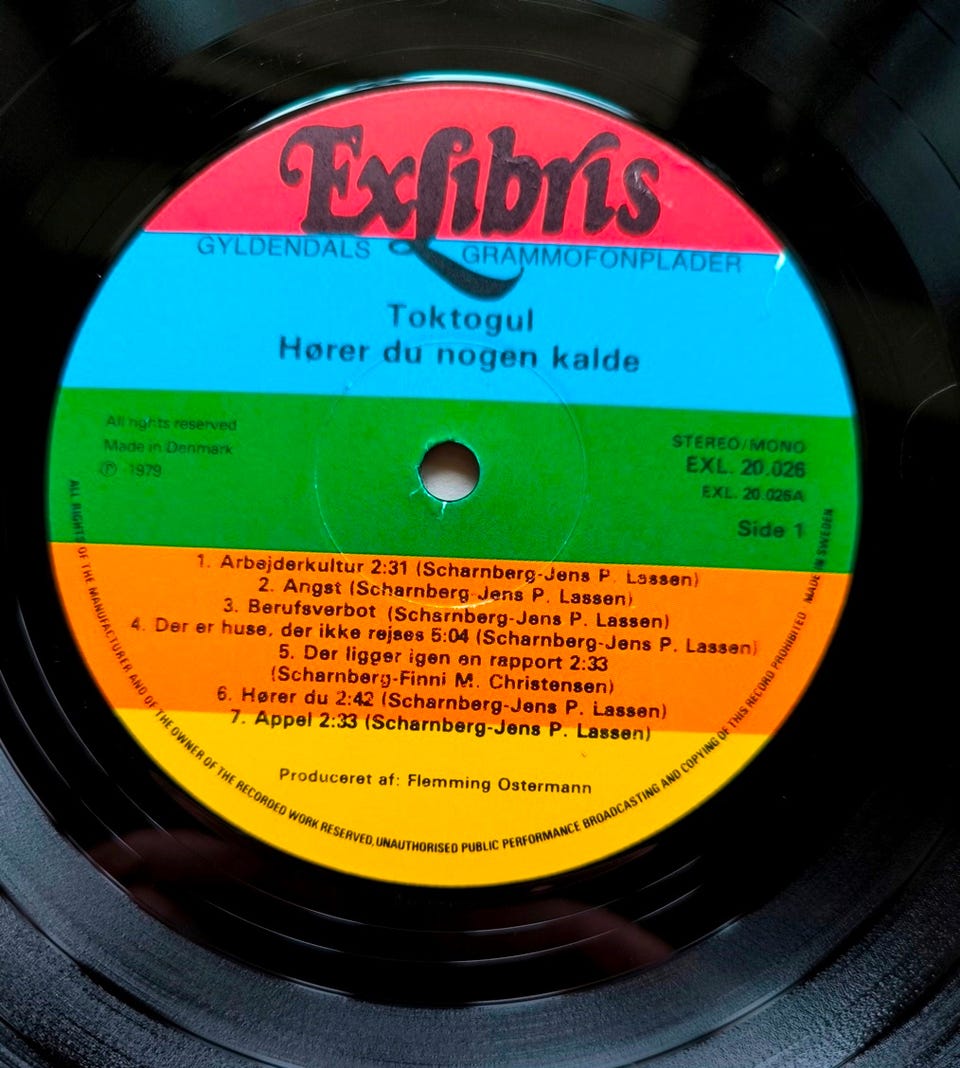 Exlibris
GYLDENDALS GRAMMOFONPLADER
Toktogul
Hører du nogen kalde
All rights reserved
Made in Denmark
Ⓟ 1979
STEREO/MONO
EXL. 20.026
EXL. 20.026A
Side 1
1. Arbejderkultur 2:31 (Scharnberg-Jens P. Lassen)
2. Angst (Scharnberg-Jens P. Lassen)
3. Berufsverbot (Scharnberg-Jens P. Lassen)
4. Der er huse, der ikke rejses 5:04 (Scharnberg-Jens P. Lassen)
5. Der ligger igen en rapport 2:33
(Scharnberg-Finni M. Christensen)
6. Hører du 2:42 (Scharnberg-Jens P. Lassen)
7. Appel 2:33 (Scharnberg-Jens P. Lassen)
Produceret af: Flemming Ostermann
ALL RIGHTS OF THE MANUFACTURER AND OF THE OWNER OF THE RECORDED WORK RESERVED, UNAUTHORISED PUBLIC PERFORMANCE BROADCASTING AND COPYING OF THIS RECORD PROHIBITED MADE IN SWEDEN